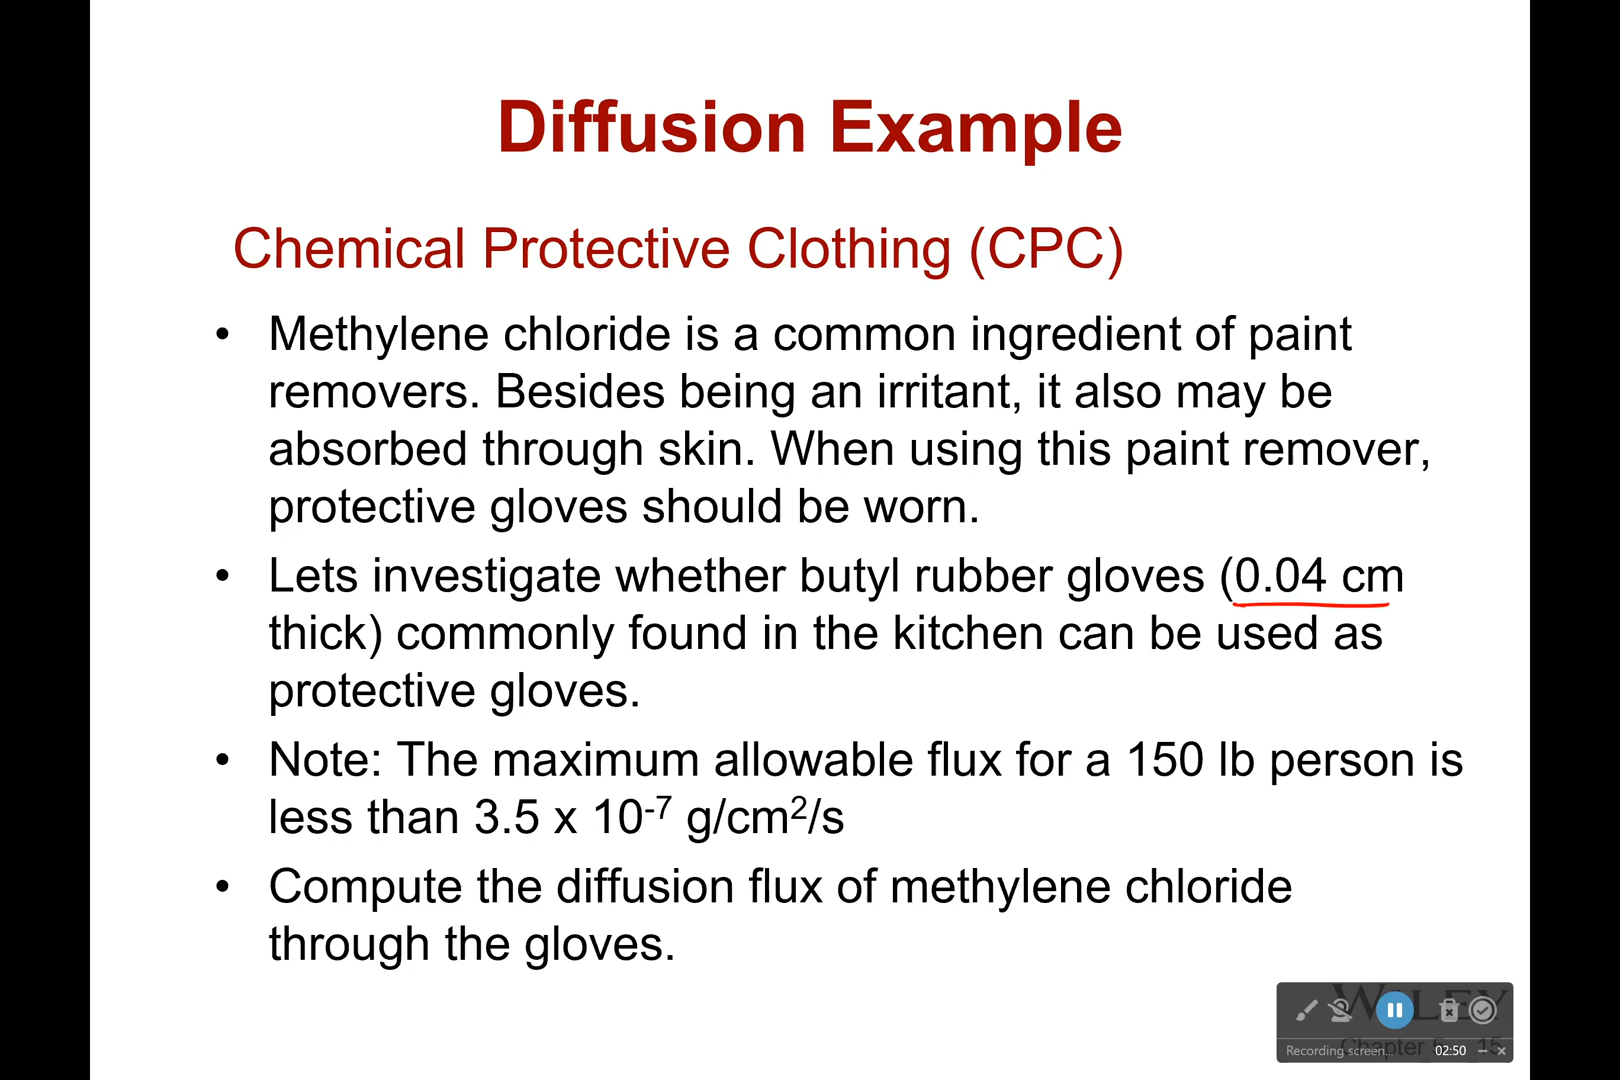 Diffusion Example
Chemical Protective Clothing (CPC)
• Methylene chloride is a common ingredient of paint
removers. Besides being an irritant, it also may be
absorbed through skin. When using this paint remover,
protective gloves should be worn.
• Lets investigate whether butyl rubber gloves (0.04 cm
thick) commonly found in the kitchen can be used as
protective gloves.
• Note: The maximum allowable flux for a 150 lb person is
less than 3.5 x 10⁻⁷ g/cm²/s
• Compute the diffusion flux of methylene chloride
through the gloves.
WILEY
Chapter 15
Recording screen... 02:50